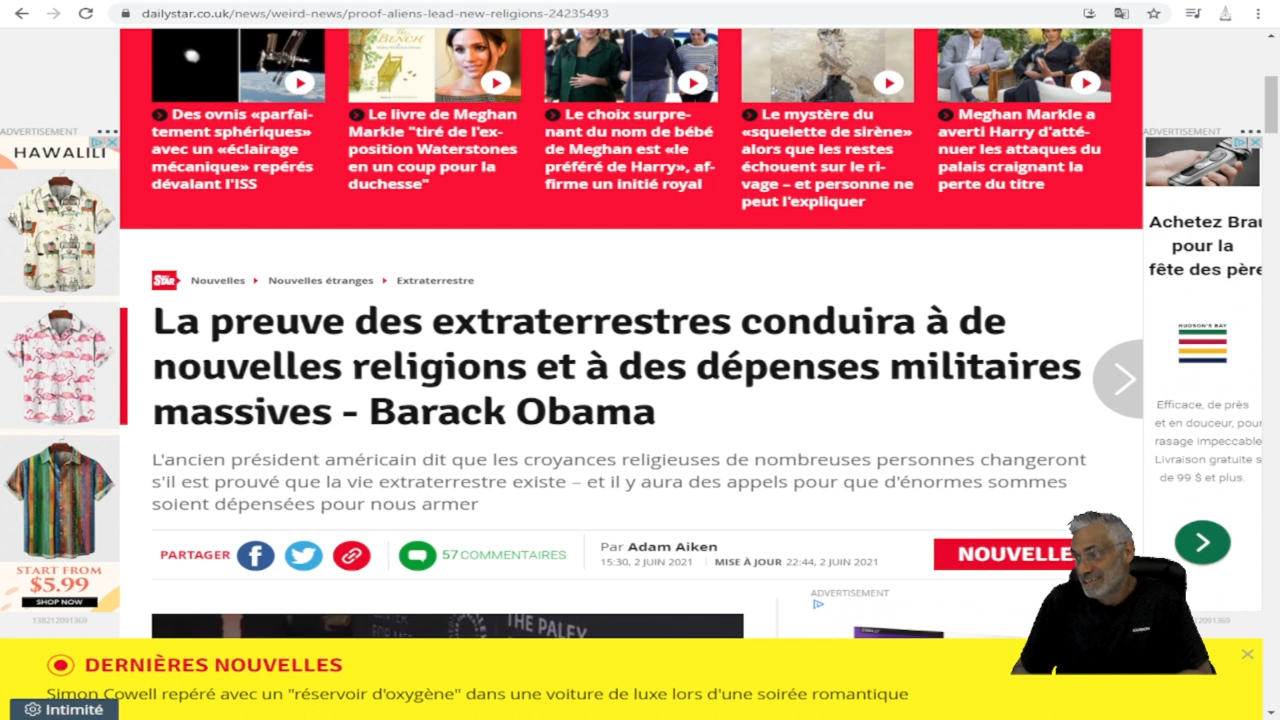 dailystar.co.uk/news/weird-news/proof-aliens-lead-new-religions-24235493
Des ovnis «parfai-
tement sphériques»
avec un «éclairage
mécanique» repérés
dévalant l'ISS
Le livre de Meghan
Markle "tiré de l'ex-
position Waterstones
en un coup pour la
duchesse"
Le choix surpre-
nant du nom de bébé
de Meghan est «le
préféré de Harry», af-
firme un initié royal
Le mystère du
«squelette de sirène»
alors que les restes
échouent sur le ri-
vage – et personne ne
peut l'expliquer
Meghan Markle a
averti Harry d'atté-
nuer les attaques du
palais craignant la
perte du titre
ADVERTISEMENT
HAWALILI
START FROM
$5.99
SHOP NOW
138212091369
ADVERTISEMENT
Achetez Brau
pour la
fête des père
HUDSON'S BAY
Efficace, de près
et en douceur, pour
rasage impeccable
Livraison gratuite s
de 99 $ et plus.
STAR
Nouvelles
Nouvelles étranges
Extraterrestre
La preuve des extraterrestres conduira à de
nouvelles religions et à des dépenses militaires
massives - Barack Obama
L'ancien président américain dit que les croyances religieuses de nombreuses personnes changeront
s'il est prouvé que la vie extraterrestre existe – et il y aura des appels pour que d'énormes sommes
soient dépensées pour nous armer
PARTAGER
57 COMMENTAIRES
Par Adam Aiken
15:30, 2 JUIN 2021 | MISE À JOUR 22:44, 2 JUIN 2021
NOUVELLE
ADVERTISEMENT
THE PALEY
DERNIÈRES NOUVELLES
Simon Cowell repéré avec un "réservoir d'oxygène" dans une voiture de luxe lors d'une soirée romantique
Intimité